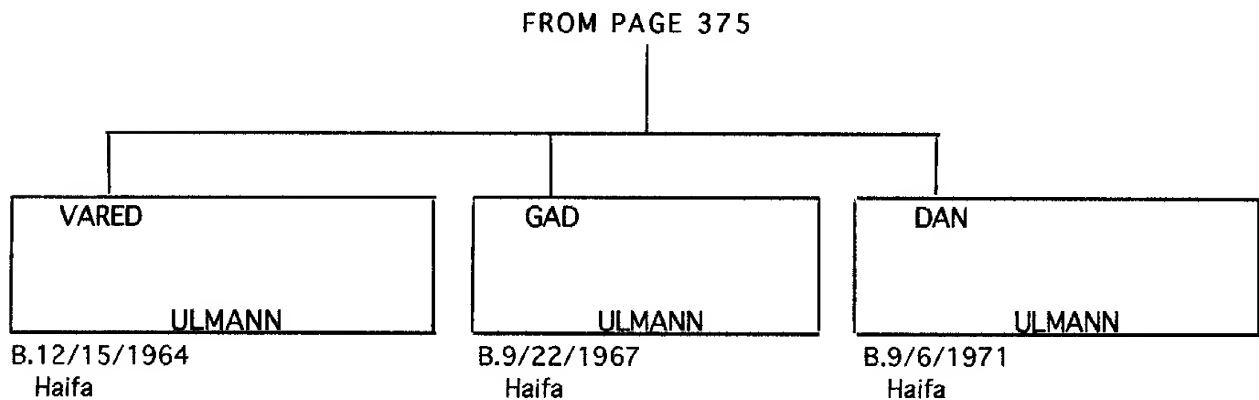 FROM PAGE 375
VARED
ULMANN
B.12/15/1964
Haifa
GAD
ULMANN
B.9/22/1967
Haifa
DAN
ULMANN
B.9/6/1971
Haifa